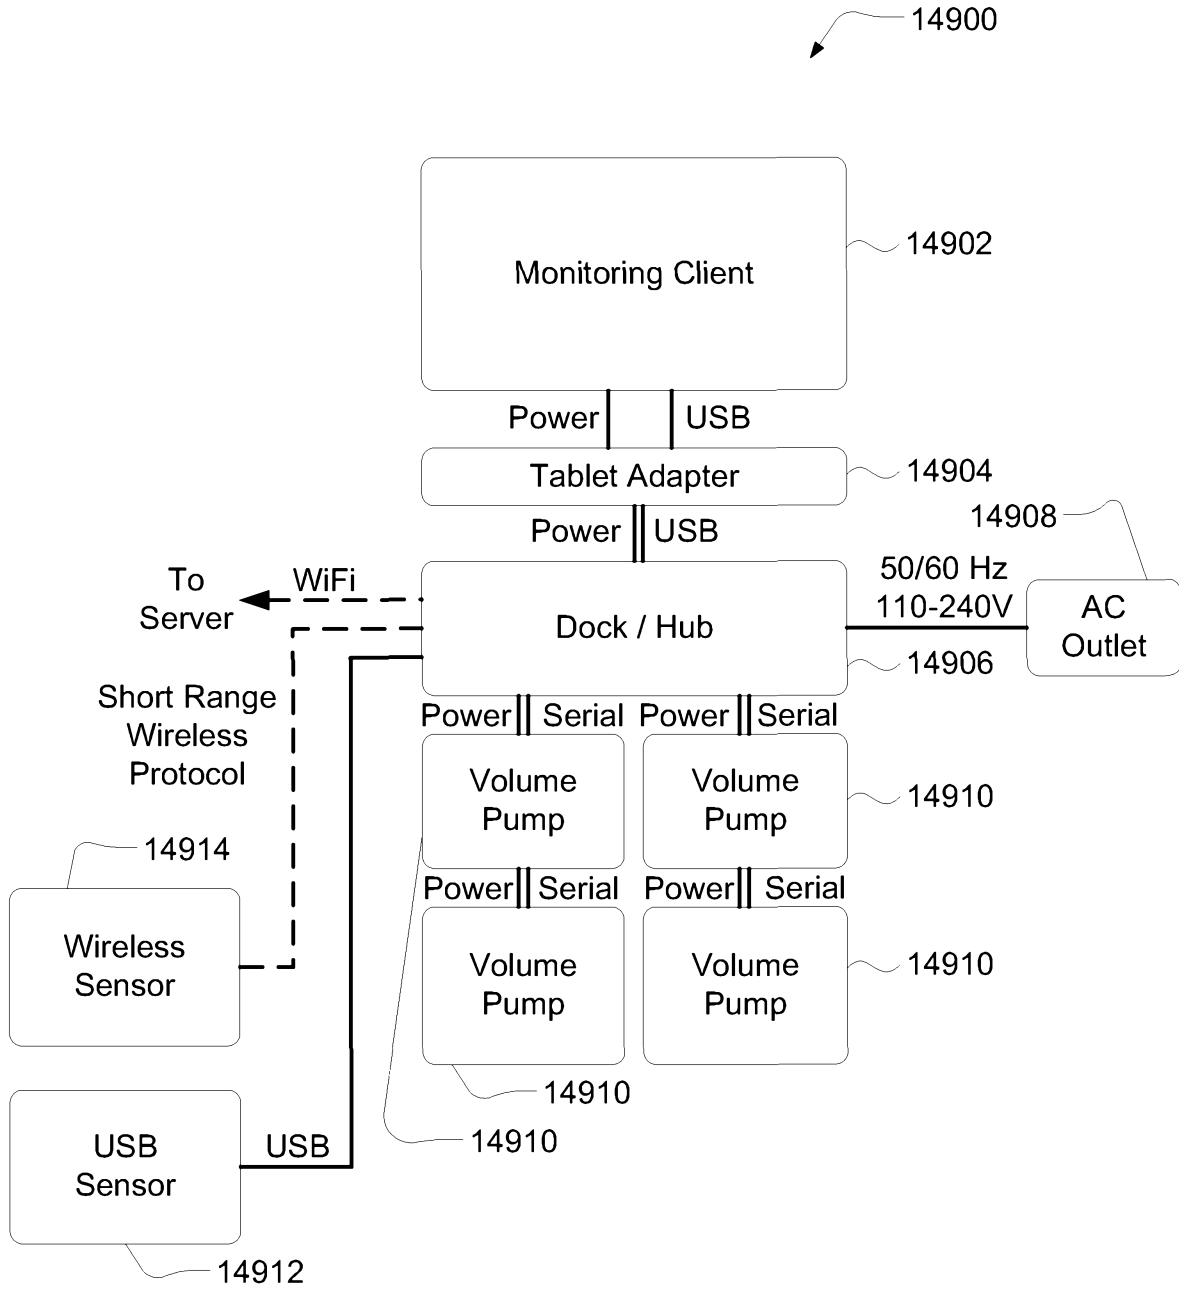 14900
Monitoring Client
14902
Power
USB
Tablet Adapter
14904
Power
USB
14908
To
Server
WiFi
Dock / Hub
50/60 Hz
110-240V
AC
Outlet
14906
Short Range
Wireless
Protocol
Power
Serial
Power
Serial
Volume
Pump
Volume
Pump
14910
14914
Power
Serial
Power
Serial
Wireless
Sensor
Volume
Pump
Volume
Pump
14910
14910
14910
USB
Sensor
USB
14912